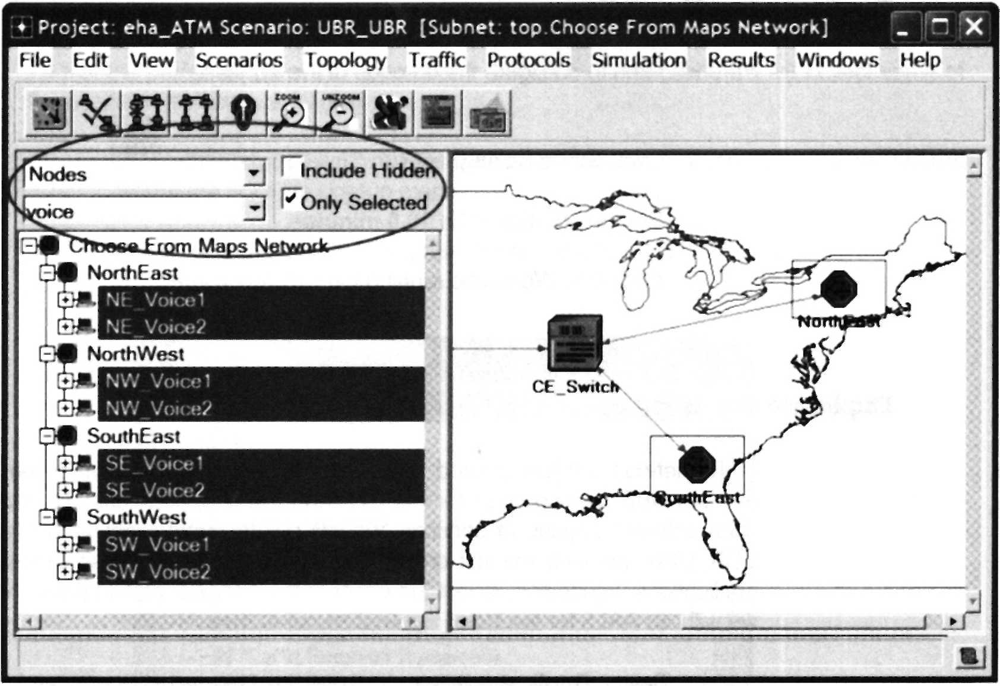 Project: eha_ATM Scenario: UBR_UBR [Subnet: top.Choose From Maps Network]
File Edit View Scenarios Topology Traffic Protocols Simulation Results Windows Help
ZOOM UNZOOM
Nodes
Include Hidden
voice
Only Selected
Choose From Maps Network
NorthEast
NE_Voice1
NE_Voice2
NorthWest
NW_Voice1
NW_Voice2
SouthEast
SE_Voice1
SE_Voice2
SouthWest
SW_Voice1
SW_Voice2
NorthEast
CE_Switch
SouthEast